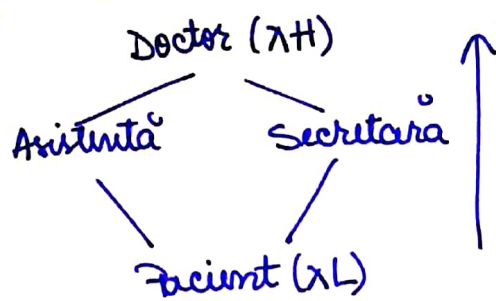 Doctor (λH)
Asistentă Secretară
Pacient (λL)